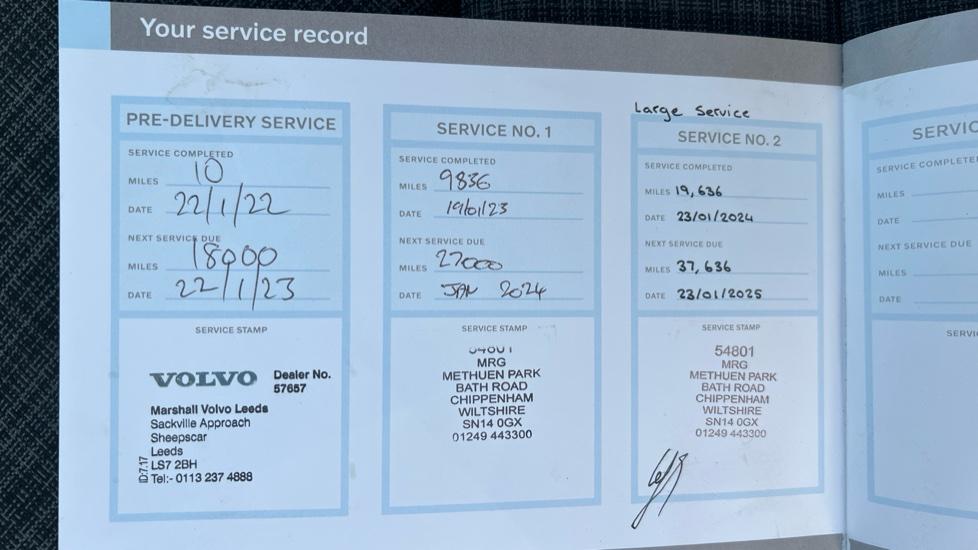 Your service record
PRE-DELIVERY SERVICE
SERVICE COMPLETED
MILES 10
DATE 22/1/22
NEXT SERVICE DUE
MILES 18000
DATE 22/1/23
SERVICE STAMP
VOLVO
Dealer No.
57657
Marshall Volvo Leeds
Sackville Approach
Sheepscar
Leeds
LS7 2BH
Tel:- 0113 237 4888
ID:7.17
SERVICE NO. 1
SERVICE COMPLETED
MILES 9836
DATE 19/01/23
NEXT SERVICE DUE
MILES 27000
DATE JAN 2024
SERVICE STAMP
MRG
METHUEN PARK
BATH ROAD
CHIPPENHAM
WILTSHIRE
SN14 0GX
01249 443300
Large Service
SERVICE NO. 2
SERVICE COMPLETED
MILES 19,636
DATE 23/01/2024
NEXT SERVICE DUE
MILES 37,636
DATE 23/01/2025
SERVICE STAMP
54801
MRG
METHUEN PARK
BATH ROAD
CHIPPENHAM
WILTSHIRE
SN14 0GX
01249 443300
SERVIC
SERVICE COMPLETE
MILES
DATE
NEXT SERVICE DUE
MILES
DATE
SERVI